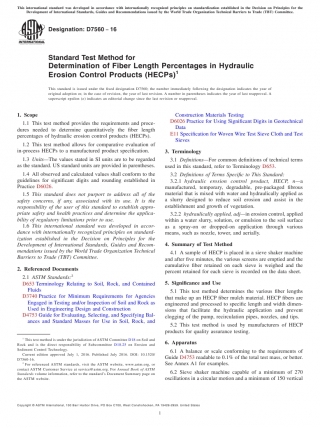 This international standard was developed in accordance with internationally recognized principles on standardization established in the Decision on Principles for the
Development of International Standards, Guides and Recommendations issued by the World Trade Organization Technical Barriers to Trade (TBT) Committee.
Designation: D7560 − 16
INTERNATIONAL
Standard Test Method for
Determination of Fiber Length Percentages in Hydraulic
Erosion Control Products (HECPs)1
This standard is issued under the fixed designation D7560; the number immediately following the designation indicates the year of
original adoption or, in the case of revision, the year of last revision. A number in parentheses indicates the year of last reapproval. A
superscript epsilon (ε) indicates an editorial change since the last revision or reapproval.
1. Scope
1.1 This test method provides the requirements and proce-
dures needed to determine quantitatively the fiber length
percentages of hydraulic erosion control products (HECPs).
1.2 This test method allows for comparative evaluation of
in-process HECPs to a manufactured product specification.
1.3 Units—The values stated in SI units are to be regarded
as the standard. US standard units are provided in parentheses.
1.4 All observed and calculated values shall conform to the
guidelines for significant digits and rounding established in
Practice D6026.
1.5 This standard does not purport to address all of the
safety concerns, if any, associated with its use. It is the
responsibility of the user of this standard to establish appro-
priate safety and health practices and determine the applica-
bility of regulatory limitations prior to use.
1.6 This international standard was developed in accor-
dance with internationally recognized principles on standard-
ization established in the Decision on Principles for the
Development of International Standards, Guides and Recom-
mendations issued by the World Trade Organization Technical
Barriers to Trade (TBT) Committee.
2. Referenced Documents
2.1 ASTM Standards:2
D653 Terminology Relating to Soil, Rock, and Contained
Fluids
D3740 Practice for Minimum Requirements for Agencies
Engaged in Testing and/or Inspection of Soil and Rock as
Used in Engineering Design and Construction
D4753 Guide for Evaluating, Selecting, and Specifying Bal-
ances and Standard Masses for Use in Soil, Rock, and
1 This test method is under the jurisdiction of ASTM Committee D18 on Soil and
Rock and is the direct responsibility of Subcommittee D18.25 on Erosion and
Sediment Control Technology.
Current edition approved July 1, 2016. Published July 2016. DOI: 10.1520/
D7560-16.
2 For referenced ASTM standards, visit the ASTM website, www.astm.org, or
contact ASTM Customer Service at service@astm.org. For Annual Book of ASTM
Standards volume information, refer to the standard's Document Summary page on
the ASTM website.
Construction Materials Testing
D6026 Practice for Using Significant Digits in Geotechnical
Data
E11 Specification for Woven Wire Test Sieve Cloth and Test
Sieves
3. Terminology
3.1 Definitions—For common definitions of technical terms
used in this standard, refer to Terminology D653.
3.2 Definitions of Terms Specific to This Standard:
3.2.1 hydraulic erosion control product, HECP, n—a
manufactured, temporary, degradable, pre-packaged fibrous
material that is mixed with water and hydraulically applied as
a slurry designed to reduce soil erosion and assist in the
establishment and growth of vegetation.
3.2.2 hydraulically applied, adj—in erosion control, applied
within a water slurry, solution, or emulsion to the soil surface
as a spray-on or dropped-on application through various
means, such as nozzle, tower, and aerially.
4. Summary of Test Method
4.1 A sample of HECP is placed in a sieve shaker machine
and after five minutes, the various screens are emptied and the
cumulative fiber retained on each sieve is weighed and the
percent retained for each sieve is recorded on the data sheet.
5. Significance and Use
5.1 This test method determines the various fiber lengths
that make up an HECP fiber mulch material. HECP fibers are
engineered and processed to specific length and width dimen-
sions that facilitate the hydraulic application and prevent
clogging of the pump, recirculation pipes, nozzles, and tips.
5.2 This test method is used by manufacturers of HECP
products for quality assurance testing.
6. Apparatus
6.1 A balance or scale conforming to the requirements of
Guide D4753 readable to 0.1% of the total test mass, or better.
See Annex A1 for examples.
6.2 Sieve shaker machine capable of a minimum of 270
oscillations in a circular motion and a minimum of 150 vertical
Copyright © ASTM International, 100 Barr Harbor Drive, PO Box C700, West Conshohocken, PA 19428-2959. United States
1